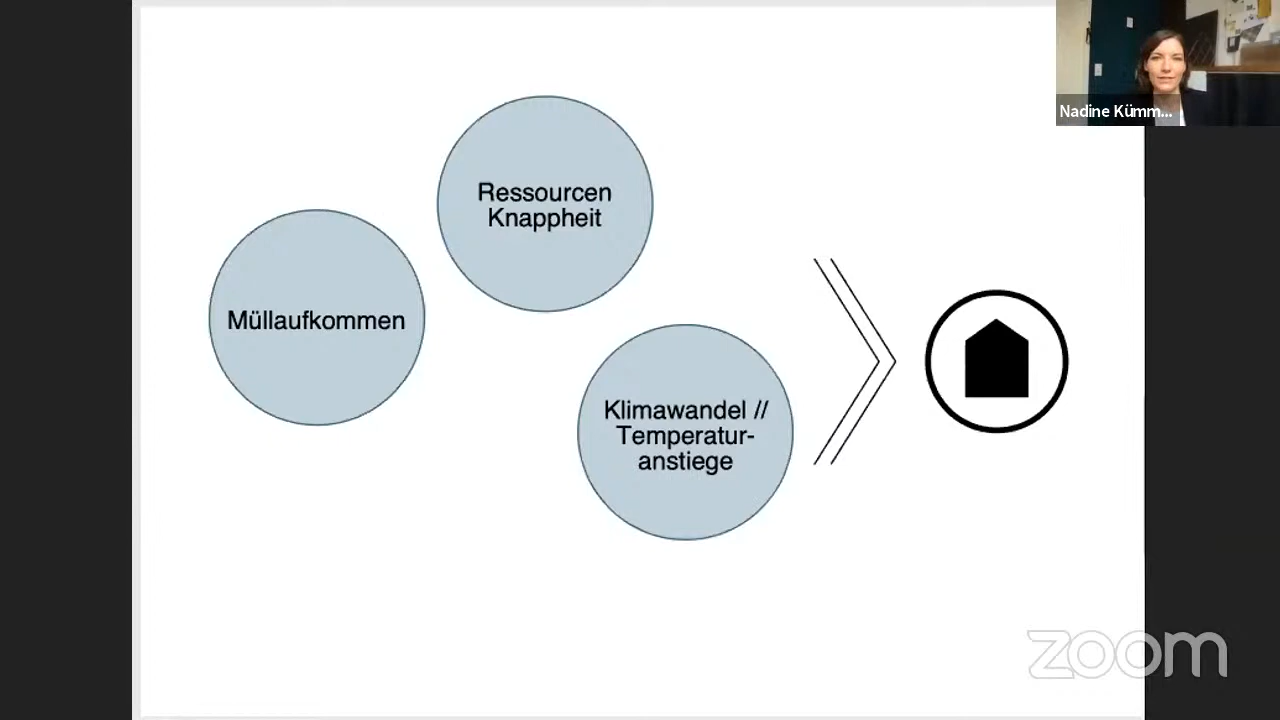 Nadine Kümm...
Ressourcen
Knappheit
Müllaufkommen
Klimawandel //
Temperatur-
anstiege
zoom